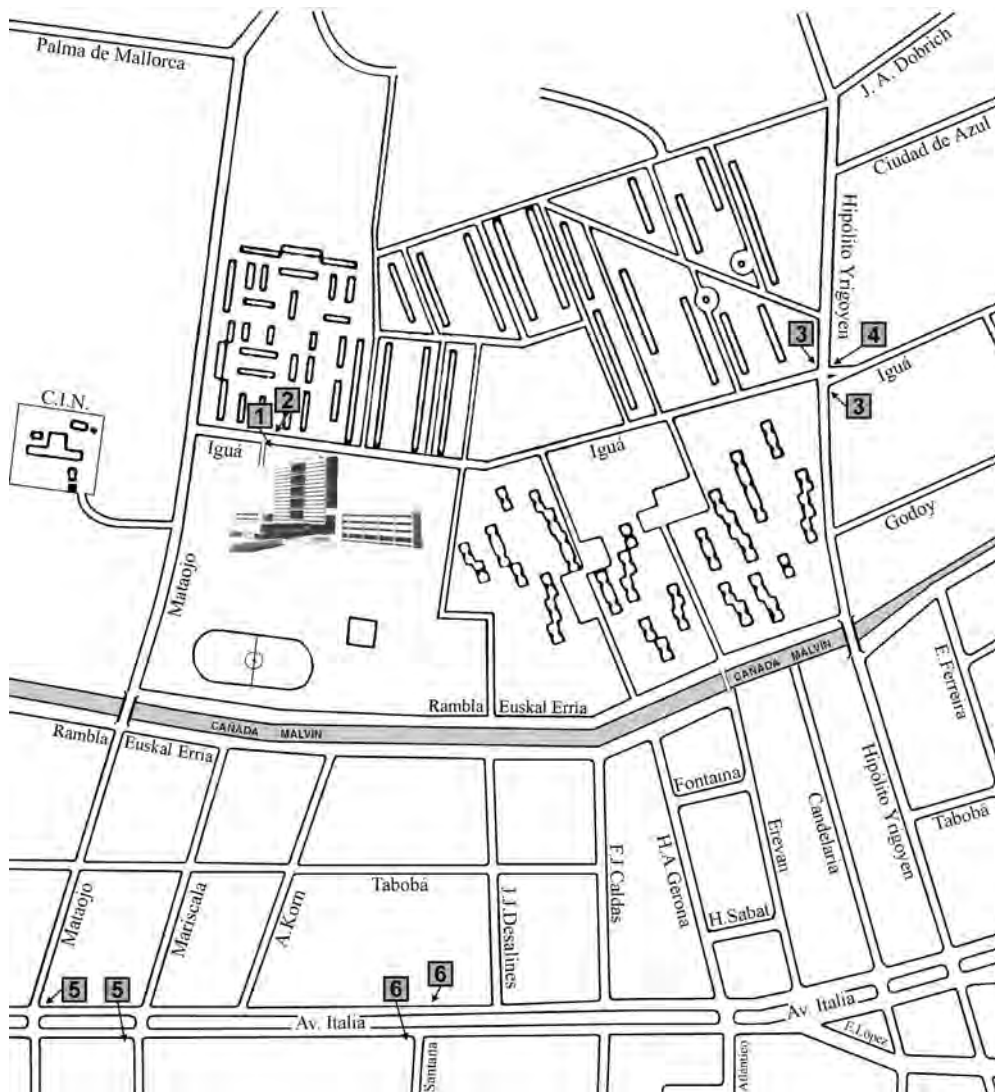 Palma de Mallorca
J. A. Dobrich
Ciudad de Azul
Hipólito Yrigoyen
3
4
Iguá
C.I.N.
2
1
3
Iguá
Iguá
Godoy
Mataojo
CAÑADA MALVIN
E.Ferreira
Rambla Euskal Erria
CAÑADA MALVIN
Rambla Euskal Erria
Fontaina
Hipólito Yrigoyen
Candelaria
Tabobá
Erevan
H.A.Gerona
F.J.Caldas
Tabobá
J.J.Desalines
A.Korn
Mariscala
Mataojo
H.Sabat
5
5
6
6
Av. Italia
Av. Italia
E.López
Santana
Atlántico